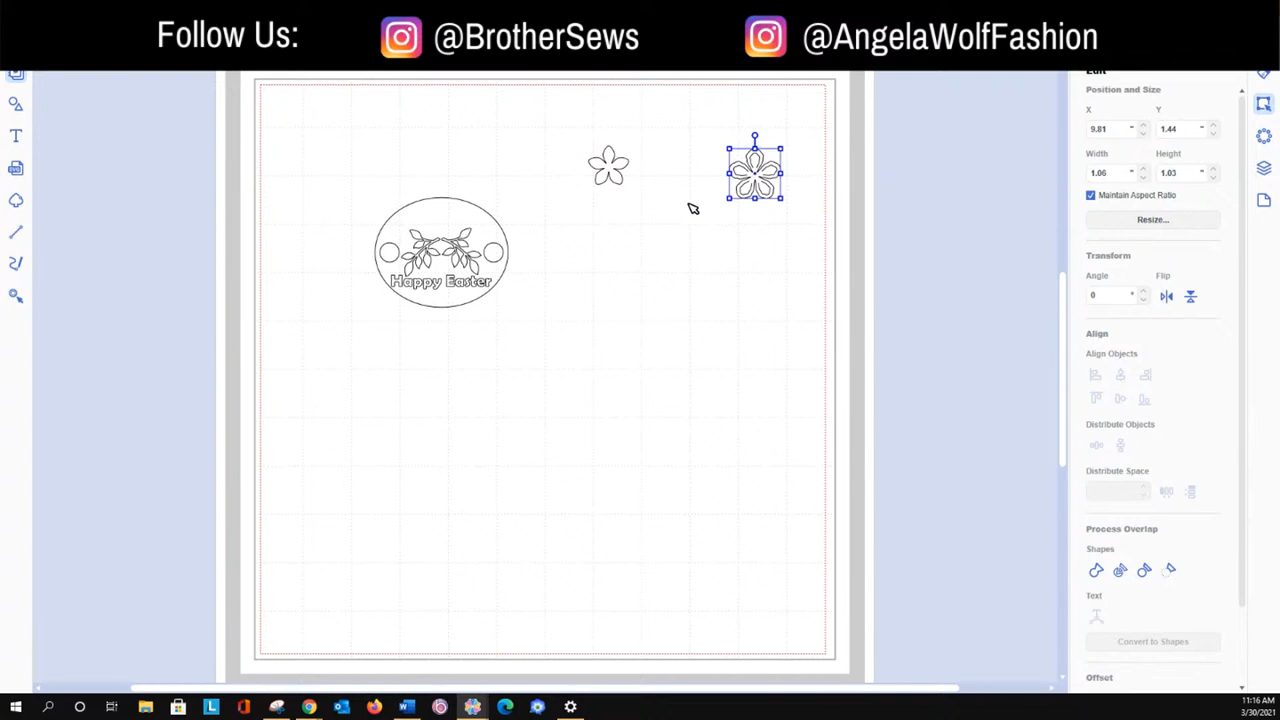 Follow Us:
@BrotherSews
@AngelaWolfFashion
Edit
Position and Size
X
Y
9.81 "
1.44 "
Width
Height
1.06 "
1.03 "
Maintain Aspect Ratio
Resize...
Transform
Angle
Flip
0 °
Align
Align Objects
Distribute Objects
Distribute Space
Process Overlap
Shapes
Text
Convert to Shapes
Offset
Happy Easter
11:16 AM
3/30/2021